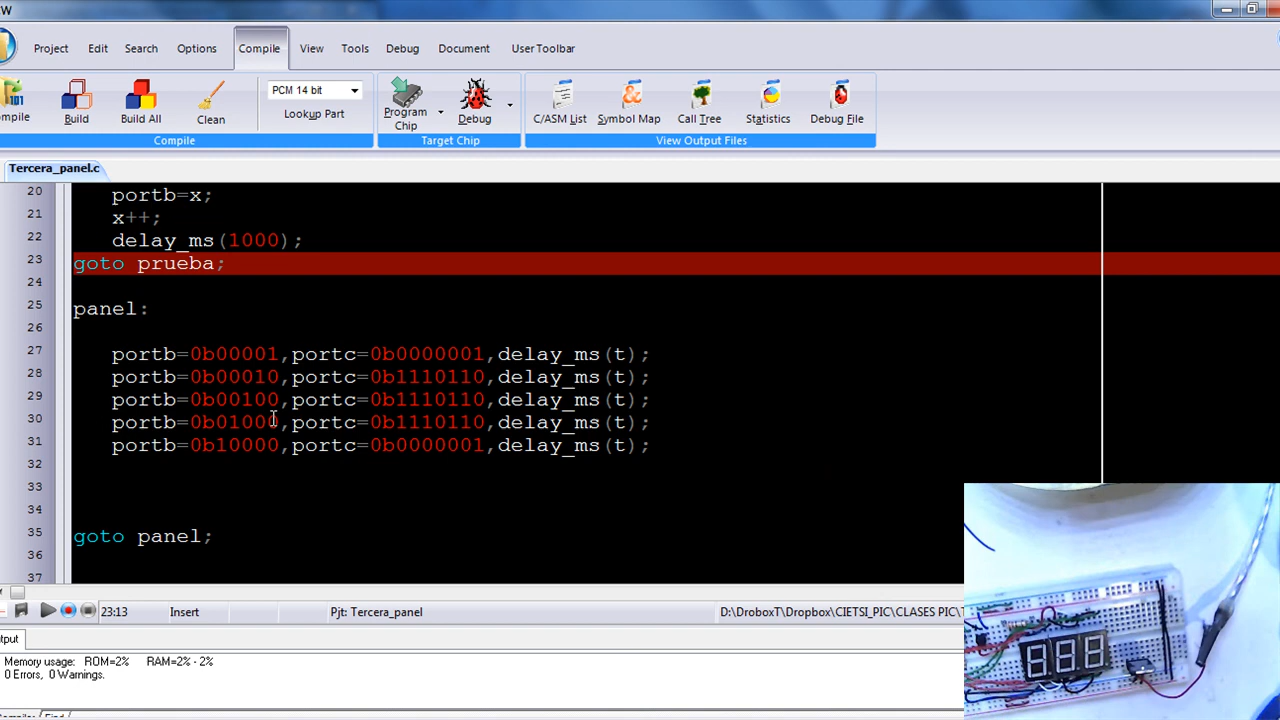 W
Project Edit Search Options Compile View Tools Debug Document User Toolbar
PCM 14 bit
Lookup Part
ompile Build Build All Clean
Program Chip Debug
C/ASM List Symbol Map Call Tree Statistics Debug File
Compile Target Chip View Output Files
Tercera_panel.c
20 portb=x;
21 x++;
22 delay_ms(1000);
23 goto prueba;
24
25 panel:
26
27 portb=0b00001,portc=0b0000001,delay_ms(t);
28 portb=0b00010,portc=0b1110110,delay_ms(t);
29 portb=0b00100,portc=0b1110110,delay_ms(t);
30 portb=0b01000,portc=0b1110110,delay_ms(t);
31 portb=0b10000,portc=0b0000001,delay_ms(t);
32
33
34
35 goto panel;
36
37
23:13 Insert Pjt: Tercera_panel D:\DroboxT\Dropbox\CIETSI_PIC\CLASES PIC\T
utput
Memory usage: ROM=2% RAM=2% - 2%
0 Errors, 0 Warnings.